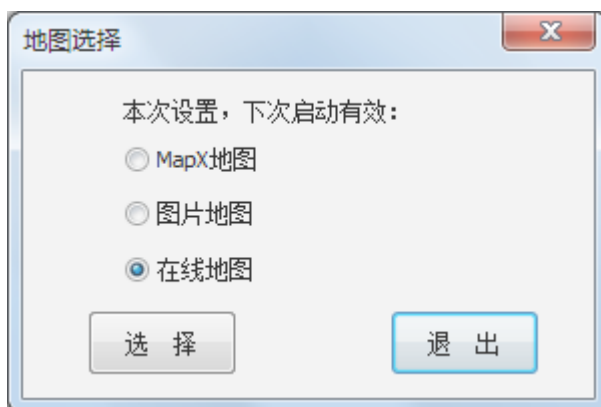 地图选择
本次设置，下次启动有效：
MapX地图
图片地图
在线地图
选 择
退 出